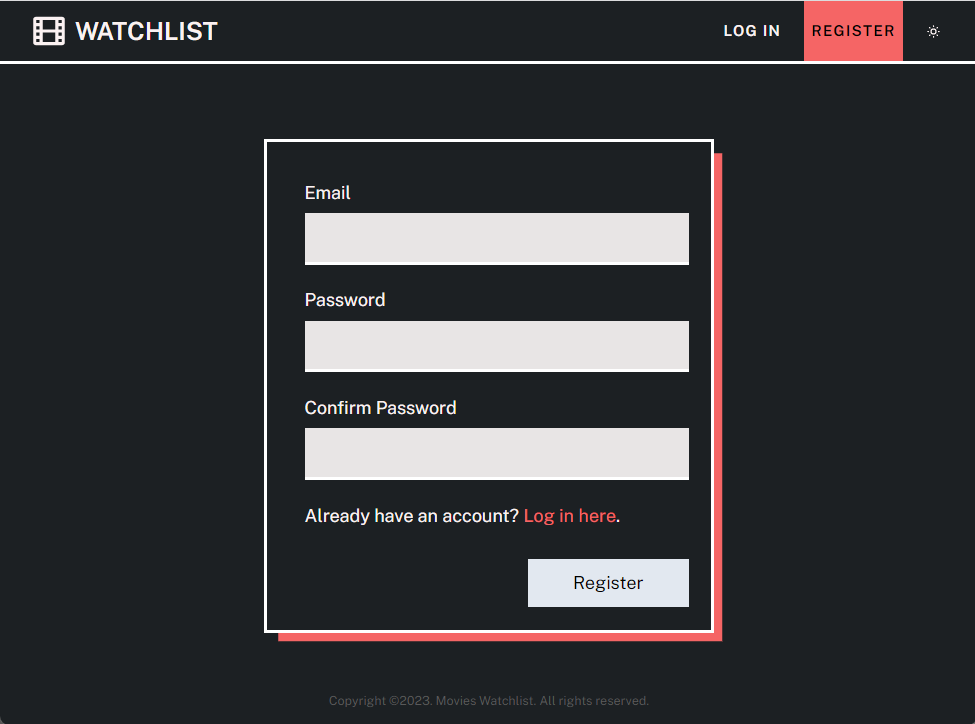 WATCHLIST
LOG IN
REGISTER
Email
Password
Confirm Password
Already have an account? Log in here.
Register
Copyright ©2023. Movies Watchlist. All rights reserved.